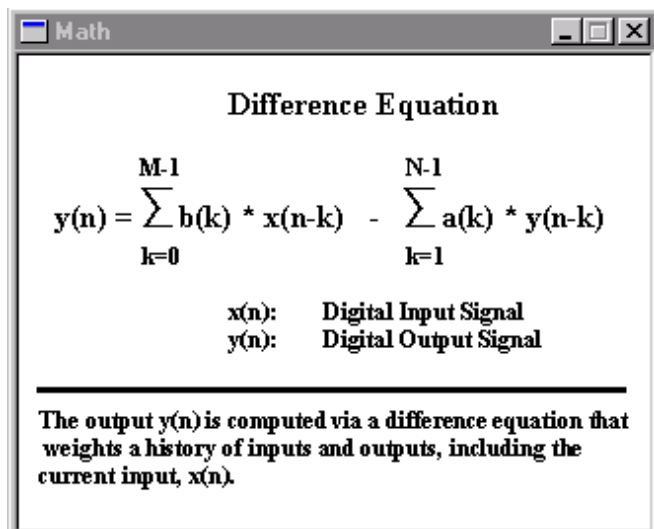 Math
Difference Equation
M-1 N-1
y(n) = ∑ b(k) * x(n-k) - ∑ a(k) * y(n-k)
k=0 k=1
x(n): Digital Input Signal
y(n): Digital Output Signal
The output y(n) is computed via a difference equation that
weights a history of inputs and outputs, including the
current input, x(n).